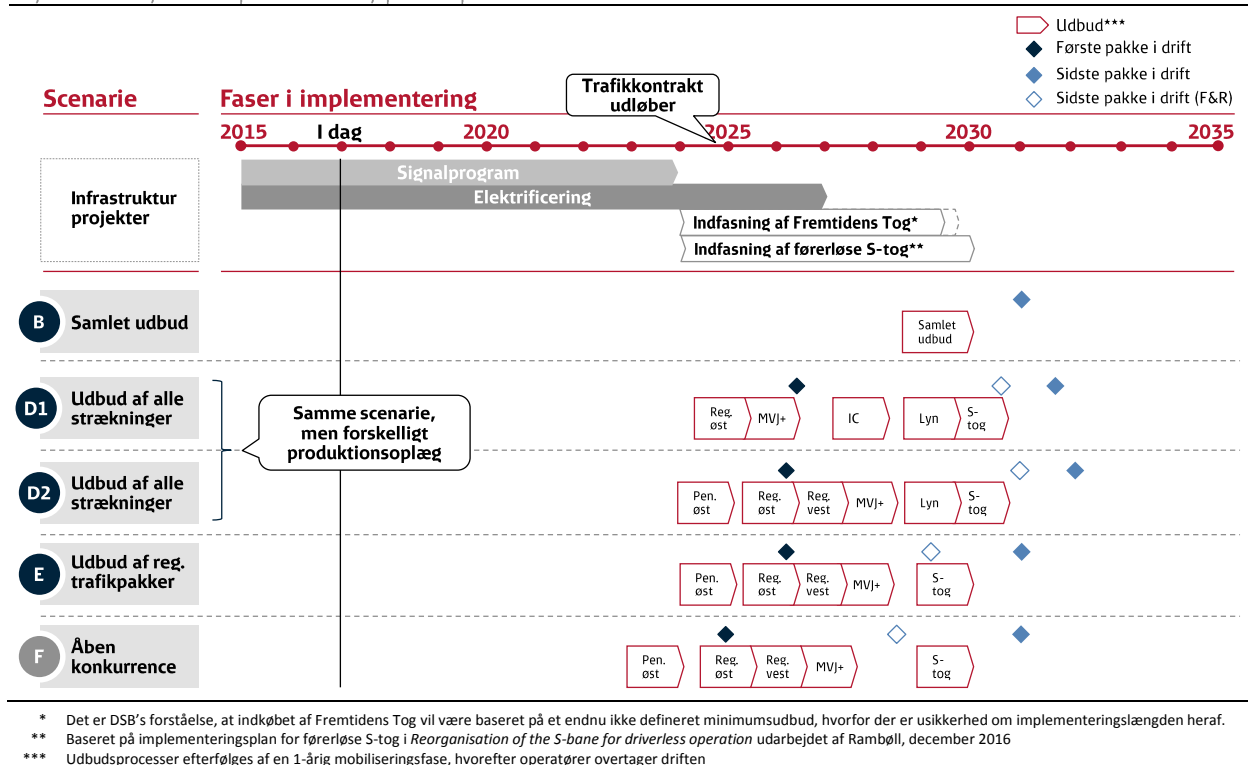 Udbud***
Første pakke i drift
Sidste pakke i drift
Sidste pakke i drift (F&R)
Trafikkontrakt
udløber
Scenarie
Faser i implementering
2015
I dag
2020
2025
2030
2035
Infrastruktur
projekter
Signalprogram
Elektrificering
Indfasning af Fremtidens Tog*
Indfasning af førerløse S-tog**
B
Samlet udbud
Samlet
udbud
D1
Udbud af alle
strækninger
Reg.
øst
MVJ+
IC
Lyn
S-
tog
Samme scenarie,
men forskelligt
produktionsoplæg
D2
Udbud af alle
strækninger
Pen.
øst
Reg.
øst
Reg.
vest
MVJ+
Lyn
S-
tog
E
Udbud af reg.
trafikpakker
Pen.
øst
Reg.
øst
Reg.
vest
MVJ+
S-
tog
F
Åben
konkurrence
Pen.
øst
Reg.
øst
Reg.
vest
MVJ+
S-
tog
* Det er DSB's forståelse, at indkøbet af Fremtidens Tog vil være baseret på et endnu ikke defineret minimumsudbud, hvorfor der er usikkerhed om implementeringslængden heraf.
** Baseret på implementeringsplan for førerløse S-tog i Reorganisation of the S-bane for driverless operation udarbejdet af Rambøll, december 2016
*** Udbudsprocesser efterfølges af en 1-årig mobiliseringsfase, hvorefter operatører overtager driften